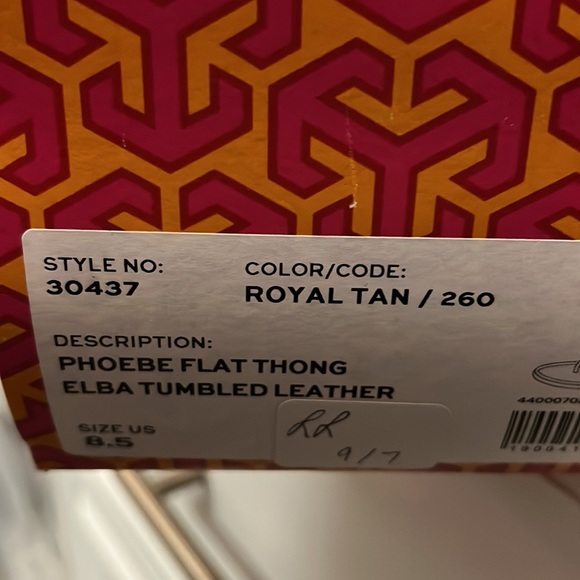 STYLE NO:
30437
COLOR/CODE:
ROYAL TAN / 260
DESCRIPTION:
PHOEBE FLAT THONG
ELBA TUMBLED LEATHER
SIZE US
8.5
9/7